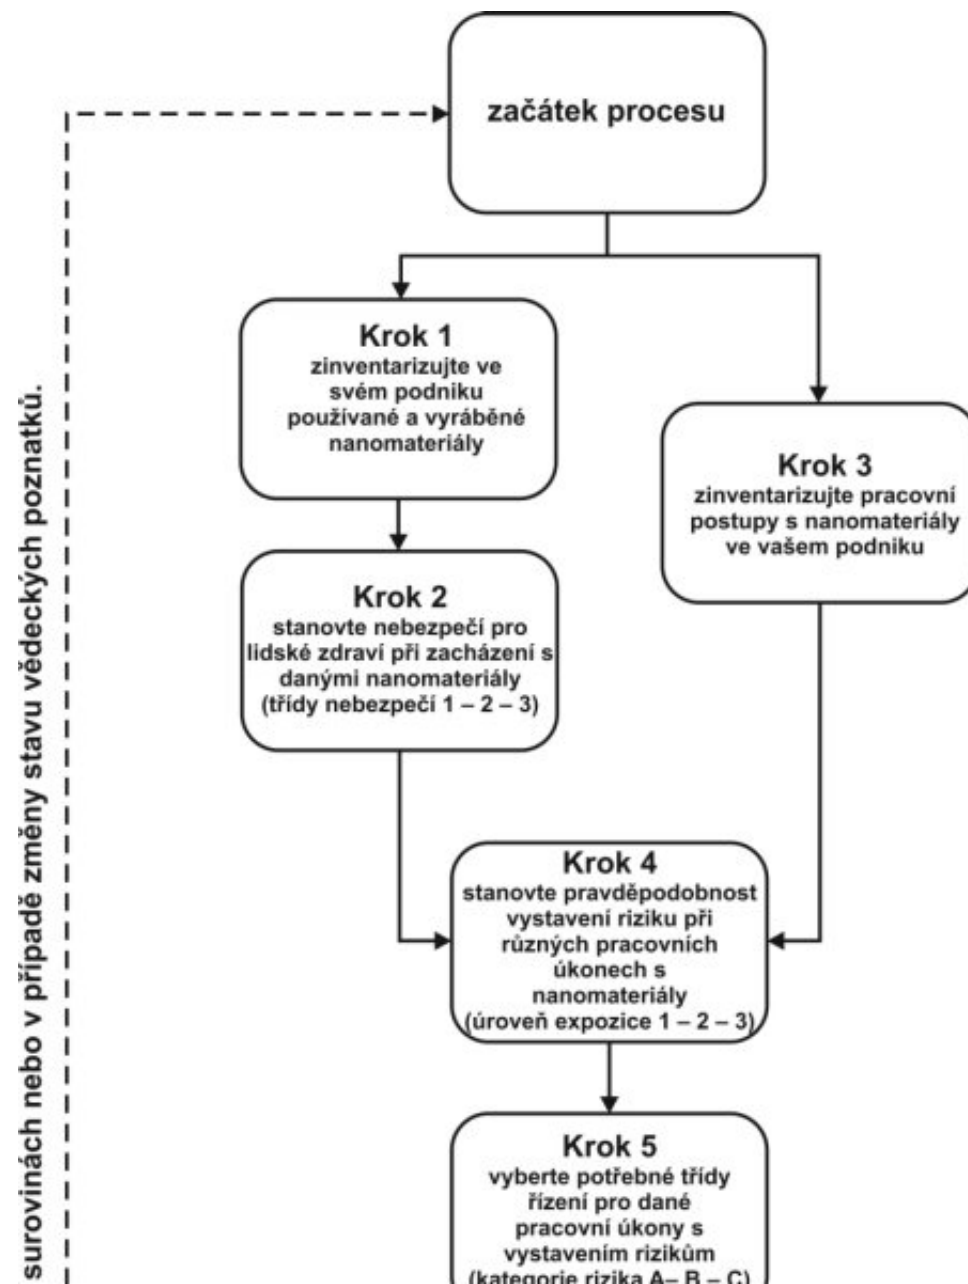 začátek procesu
Krok 1
zinventarizujte ve
svém podniku
používané a vyráběné
nanomateriály
Krok 3
zinventarizujte pracovní
postupy s nanomateriály
ve vašem podniku
Krok 2
stanovte nebezpečí pro
lidské zdraví při zacházení s
danými nanomateriály
(třídy nebezpečí 1 – 2 – 3)
Krok 4
stanovte pravděpodobnost
vystavení riziku při
různých pracovních
úkonech s
nanomateriály
(úroveň expozice 1 – 2 – 3)
Krok 5
vyberte potřebné třídy
řízení pro dané
pracovní úkony s
vystavením rizikům
(kategorie rizika A– B – C)
surovinách nebo v případě změny stavu vědeckých poznatků.